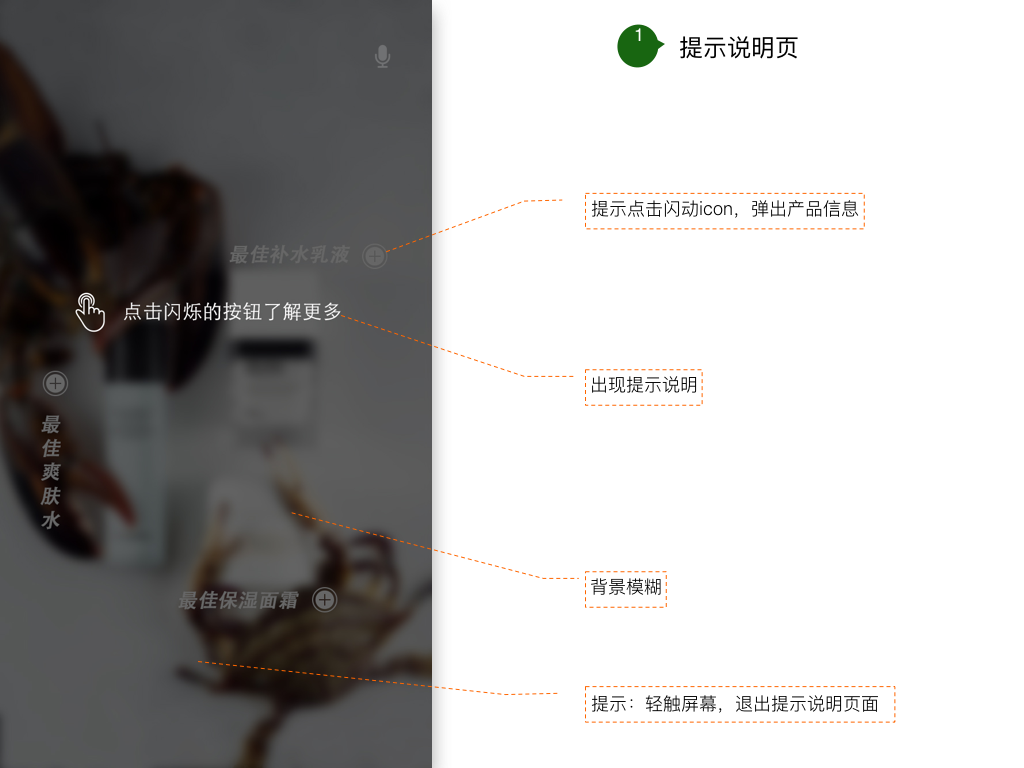 1
提示说明页
提示点击闪动icon，弹出产品信息
最佳补水乳液
点击闪烁的按钮了解更多
出现提示说明
最佳爽肤水
背景模糊
最佳保湿面霜
提示：轻触屏幕，退出提示说明页面